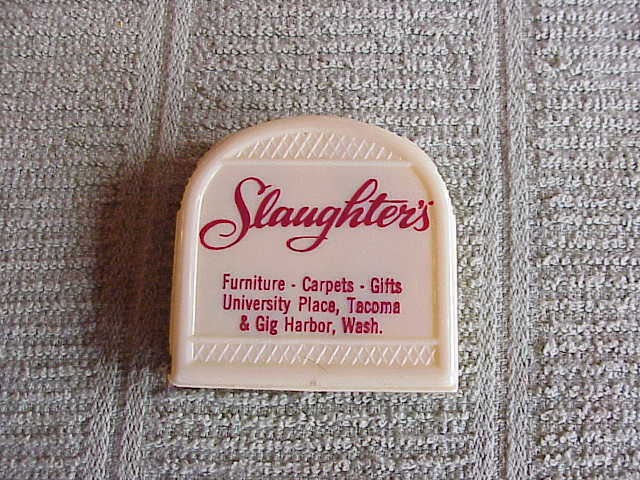 Slaughter's
Furniture - Carpets - Gifts
University Place, Tacoma
& Gig Harbor, Wash.